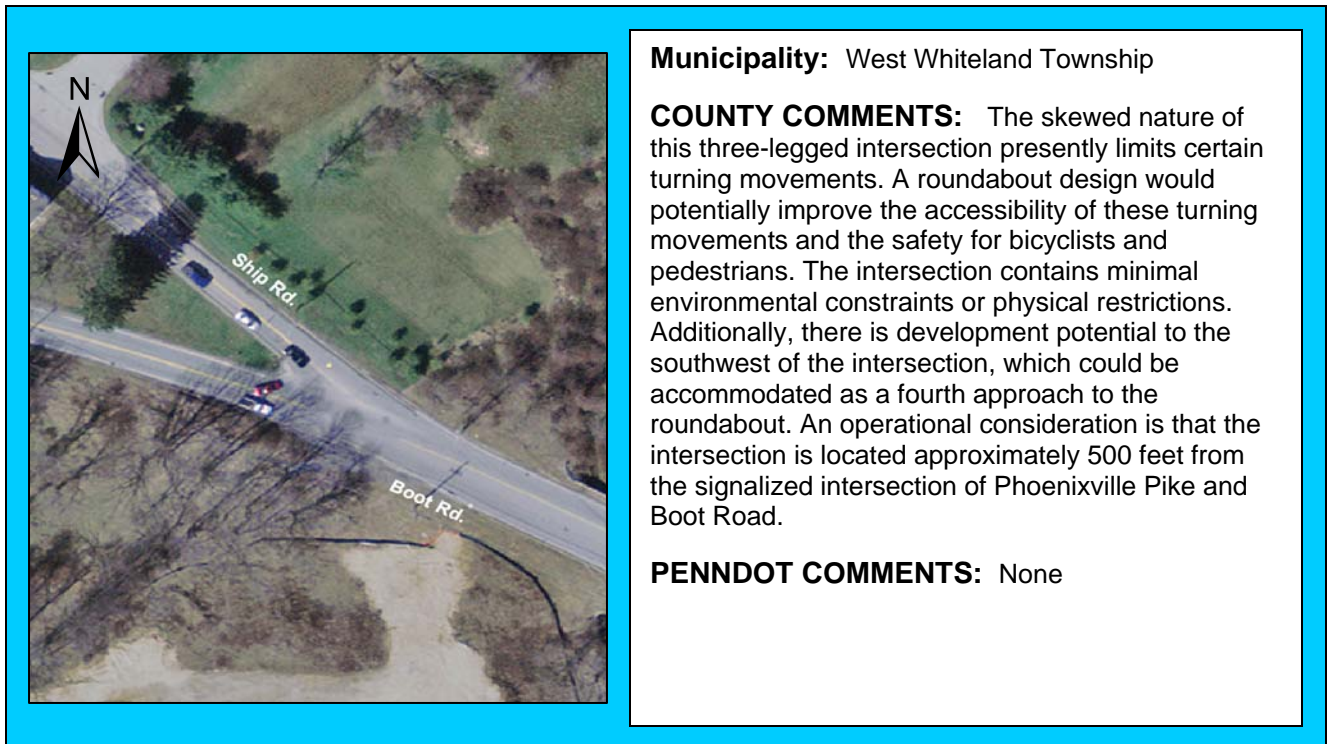 N
Ship Rd.
Boot Rd.
Municipality: West Whiteland Township
COUNTY COMMENTS: The skewed nature of
this three-legged intersection presently limits certain
turning movements. A roundabout design would
potentially improve the accessibility of these turning
movements and the safety for bicyclists and
pedestrians. The intersection contains minimal
environmental constraints or physical restrictions.
Additionally, there is development potential to the
southwest of the intersection, which could be
accommodated as a fourth approach to the
roundabout. An operational consideration is that the
intersection is located approximately 500 feet from
the signalized intersection of Phoenixville Pike and
Boot Road.
PENNDOT COMMENTS: None